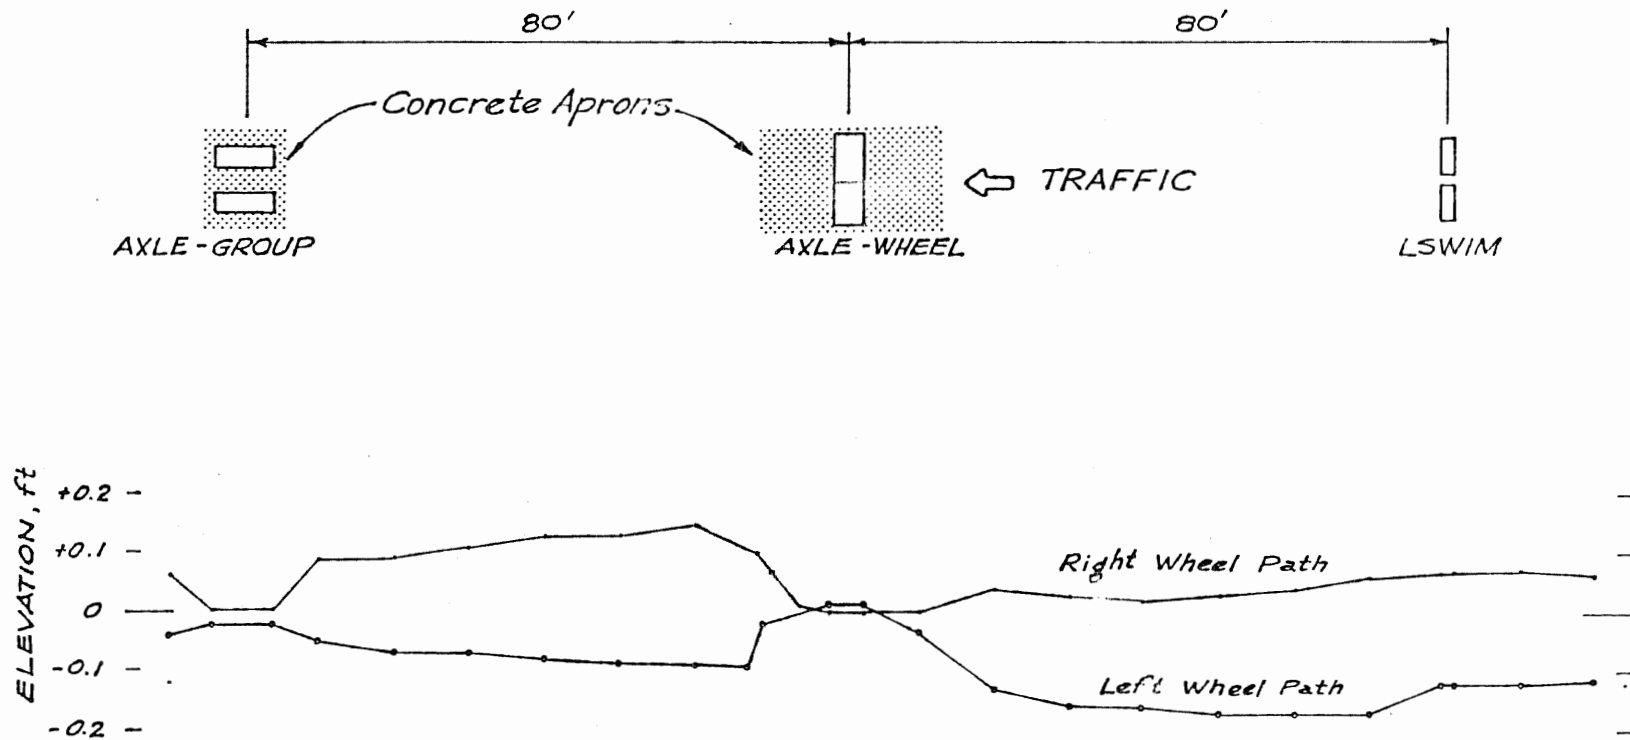 80' 80'
Concrete Aprons
TRAFFIC
AXLE-GROUP AXLE-WHEEL LSWIM
ELEVATION, ft
+0.2
+0.1
0
-0.1
-0.2
Right Wheel Path
Left Wheel Path